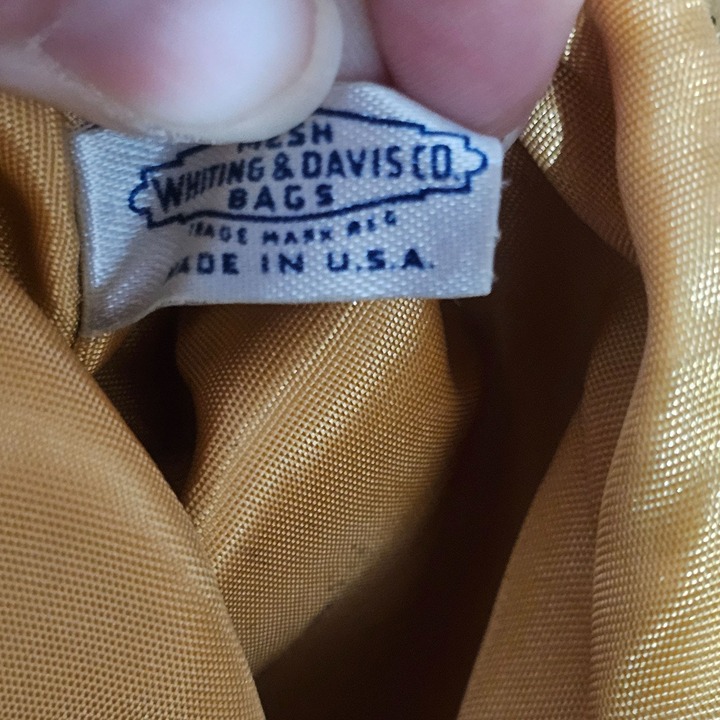 MESH
WHITING & DAVIS CO.
BAGS
TRADE MARK REG
MADE IN U.S.A.